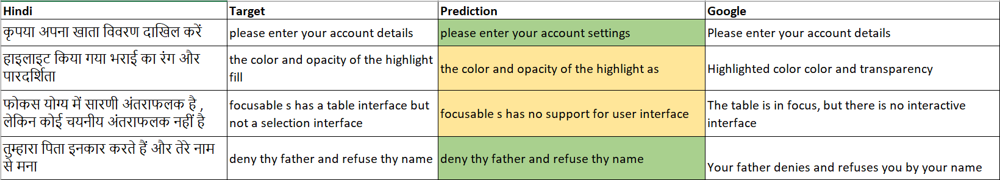 Hindi Target Prediction Google
कृपया अपना खाता विवरण दाखिल करें please enter your account details please enter your account settings Please enter your account details
हाइलाइट किया गया भराई का रंग और
पारदर्शिता
the color and opacity of the highlight
fill
the color and opacity of the highlight as
Highlighted color color and transparency
फोकस योग्य में सारणी अंतराफलक है ,
लेकिन कोई चयनीय अंतराफलक नहीं है
focusable s has a table interface but
not a selection interface
focusable s has no support for user interface
The table is in focus, but there is no interactive
interface
तुम्हारा पिता इनकार करते हैं और तेरे नाम
से मना
deny thy father and refuse thy name
deny thy father and refuse thy name
Your father denies and refuses you by your name